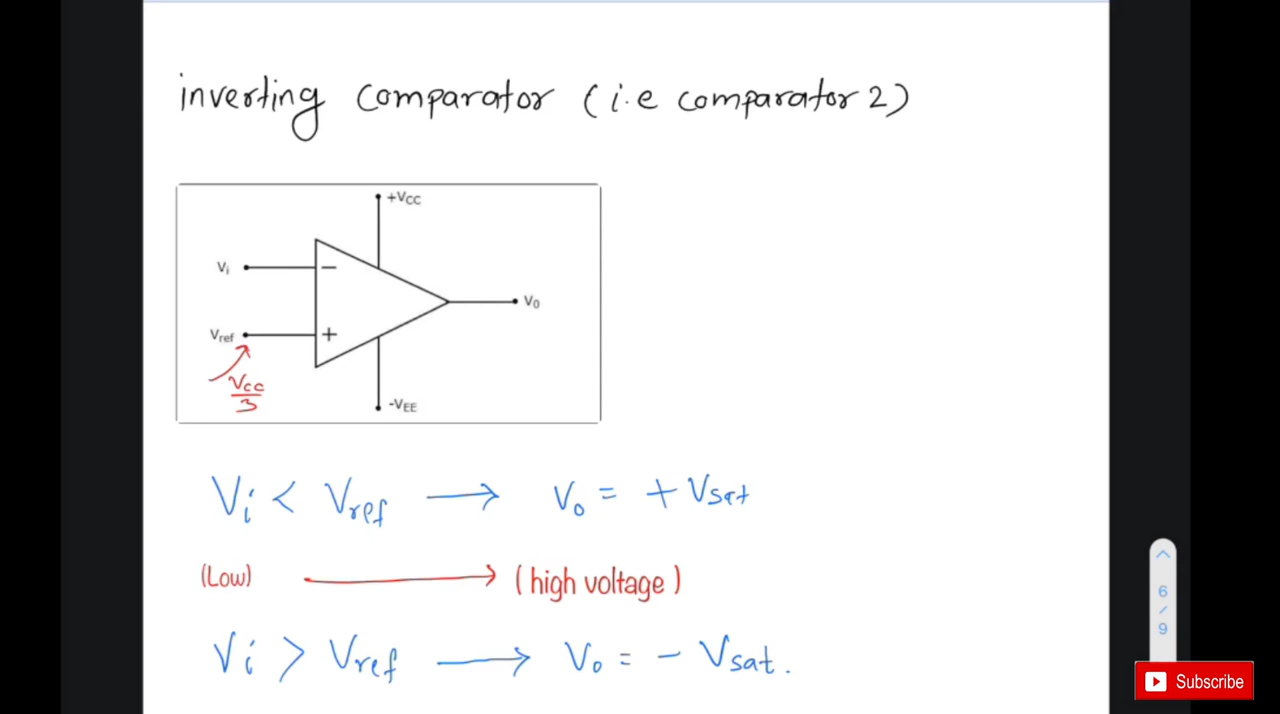 inverting comparator (i.e comparator 2)
+VCC
Vi
−
V0
Vref
+
Vcc/3
-VEE
Vi < Vref → Vo = + Vsat
(Low) → (high voltage)
Vi > Vref → Vo = - Vsat.
6
/
9
Subscribe